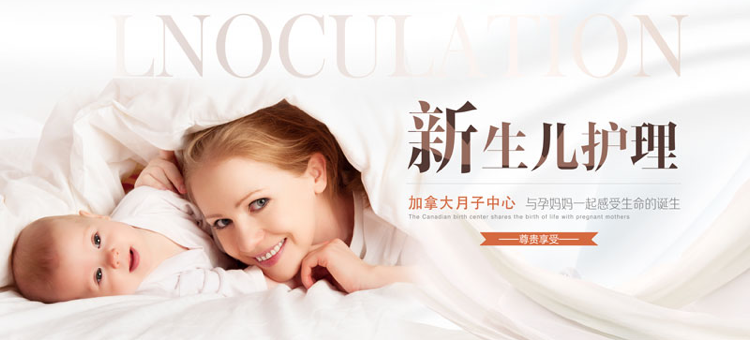 LNOCULATION
新生儿护理
加拿大月子中心 与孕妈妈一起感受生命的诞生
The Canadian birth center shares the birth of life with pregnant mothers
尊贵享受